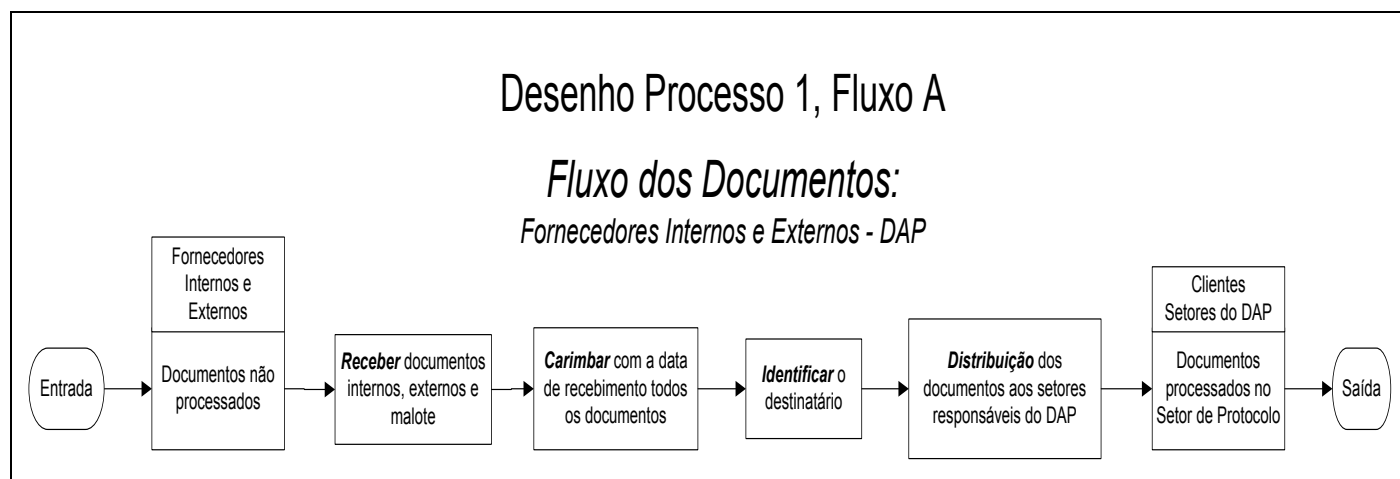 Desenho Processo 1, Fluxo A
Fluxo dos Documentos:
Fornecedores Internos e Externos - DAP
Entrada
Fornecedores
Internos e
Externos
Documentos não
processados
Receber documentos
internos, externos e
malote
Carimbar com a data
de recebimento todos
os documentos
Identificar o
destinatário
Distribuição dos
documentos aos setores
responsáveis do DAP
Clientes
Setores do DAP
Documentos
processados no
Setor de Protocolo
Saída